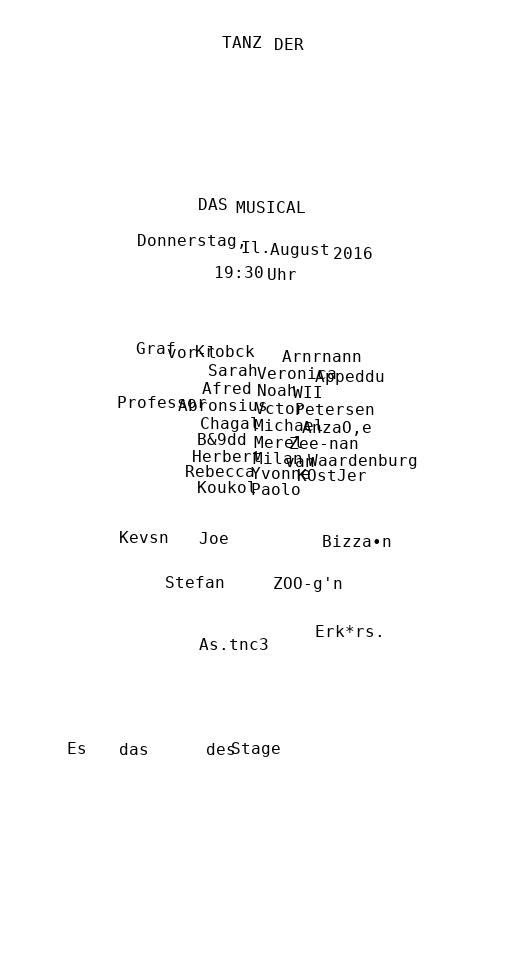 TANZ DER
DAS MUSICAL
Donnerstag, Il.August 2016
19:30 Uhr
Graf Krobck Arnrnann
Sarah Veronica Appeddu
Afred Noah WII
Professor Abronsius Vctor Petersen
Chagal Michael AnzaO,e
B&9dd Merel Zee-nan
Herbert Milan van Waardenburg
Rebecca Yvonne KOstJer
Koukol Paolo
Kevsn Joe Bizza•n
Stefan ZOO-g'n
Erk*rs.
As.tnc3
Es das des Stage